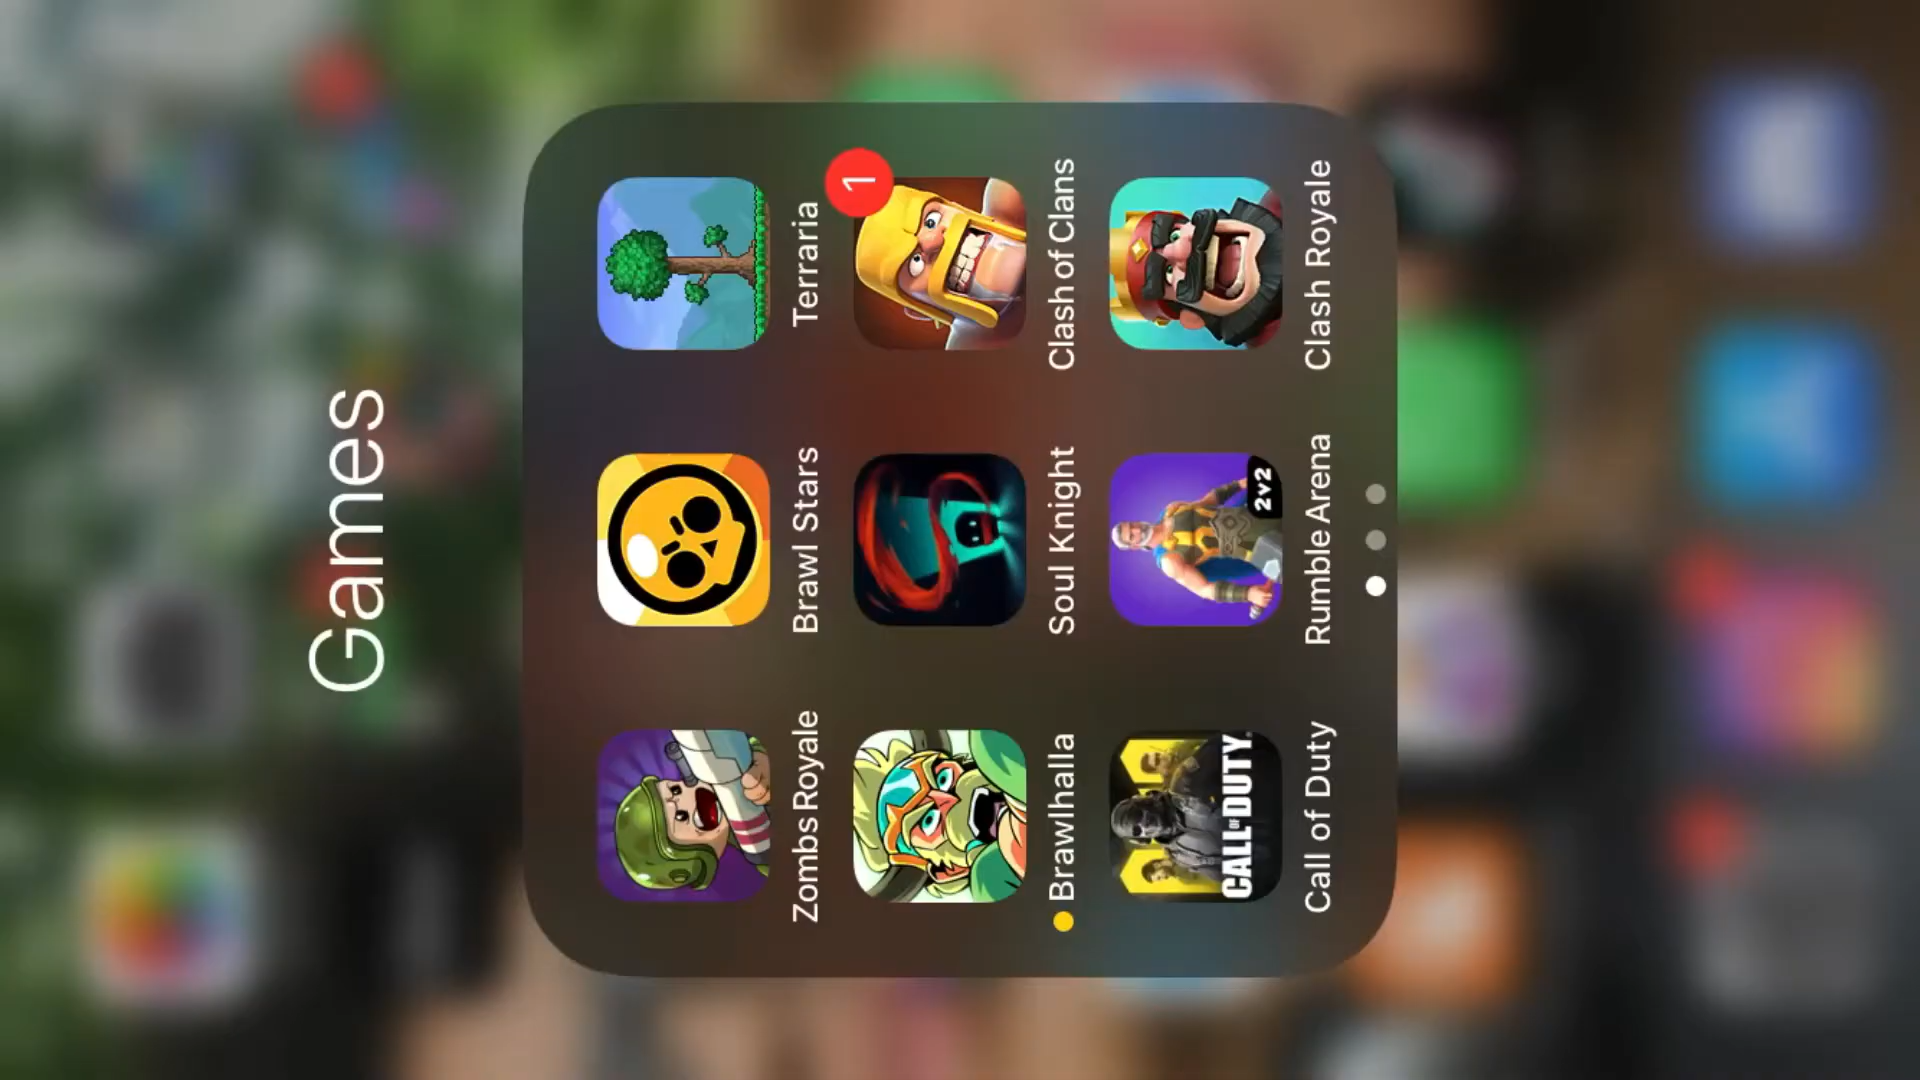 Games
Zombs Royale
Brawl Stars
Terraria
1
Brawlhalla
Soul Knight
Clash of Clans
CALL OF DUTY
2v2
Call of Duty
Rumble Arena
Clash Royale